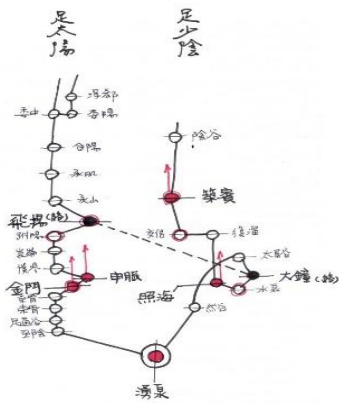 足太陽
足少陰
委中
委陽
陰谷
合陽
承筋
築賓
承山
飛揚(絡)
跗陽
交信
復溜
崑崙
太谿
僕参
申脈
大鐘(絡)
金門
照海
水泉
京骨
束骨
然谷
足通谷
至陰
湧泉